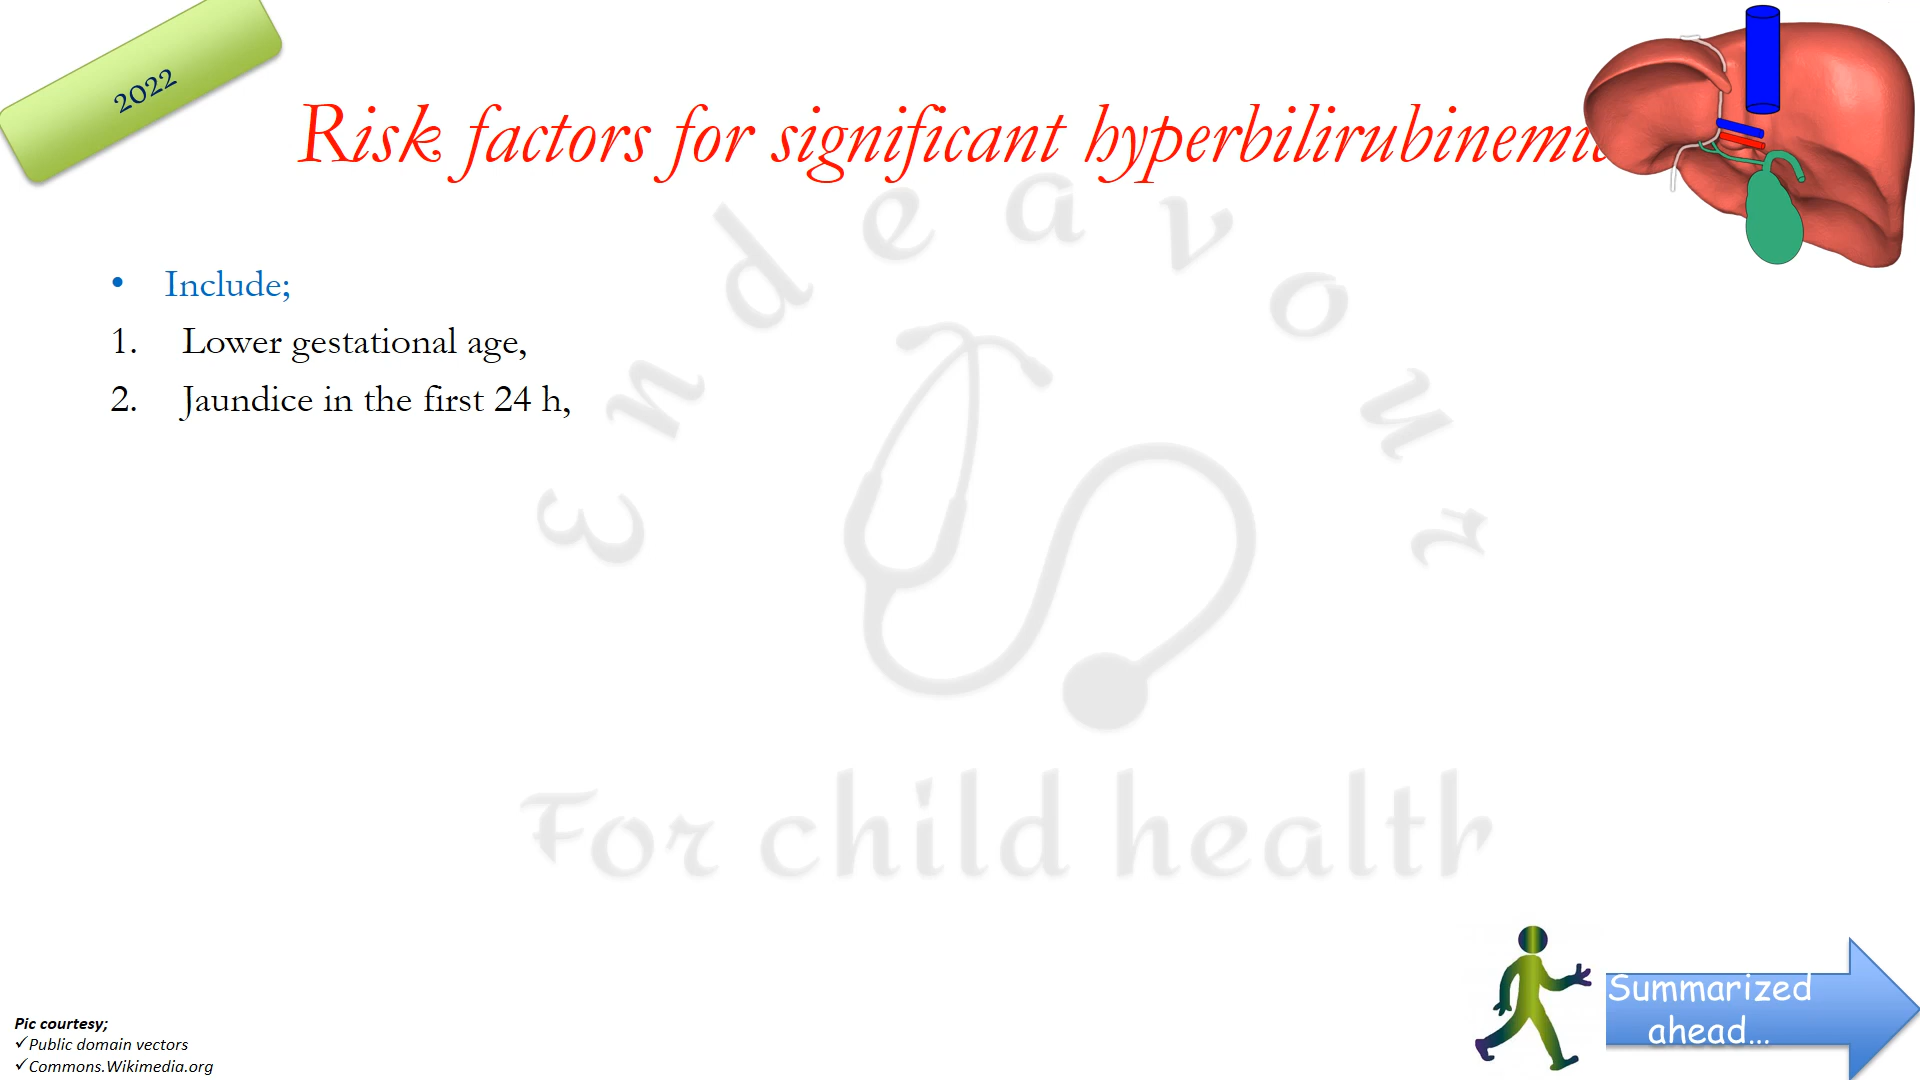 2022
Risk factors for significant hyperbilirubinemi
• Include;
1. Lower gestational age,
2. Jaundice in the first 24 h,
Endeavour
For child health
Summarized
ahead...
Pic courtesy;
✓Public domain vectors
✓Commons.Wikimedia.org